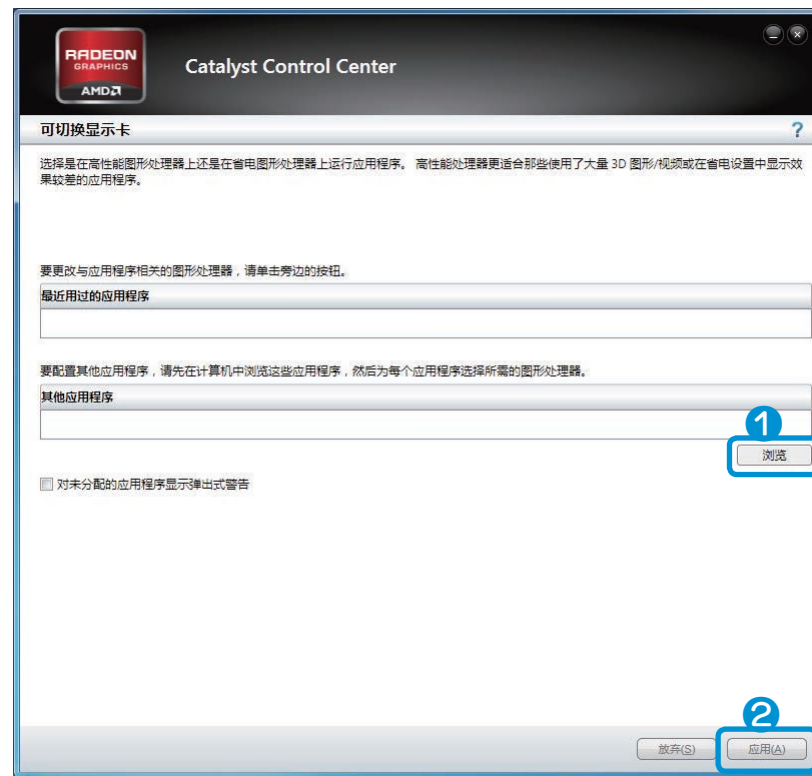 RADEON
GRAPHICS
AMD
Catalyst Control Center
可切换显示卡
?
选择是在高性能图形处理器上还是在省电图形处理器上运行应用程序。 高性能处理器更适合那些使用了大量 3D 图形/视频或在省电设置中显示效
果较差的应用程序。
要更改与应用程序相关的图形处理器，请单击旁边的按钮。
最近用过的应用程序
要配置其他应用程序，请先在计算机中浏览这些应用程序，然后为每个应用程序选择所需的图形处理器。
其他应用程序
1
浏览
对未分配的应用程序显示弹出式警告
2
放弃(S)
应用(A)